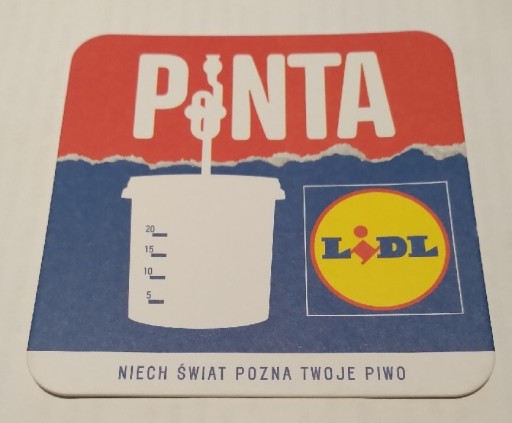 PiNTA
20
15
10
5
LiDL
NIECH ŚWIAT POZNA TWOJE PIWO